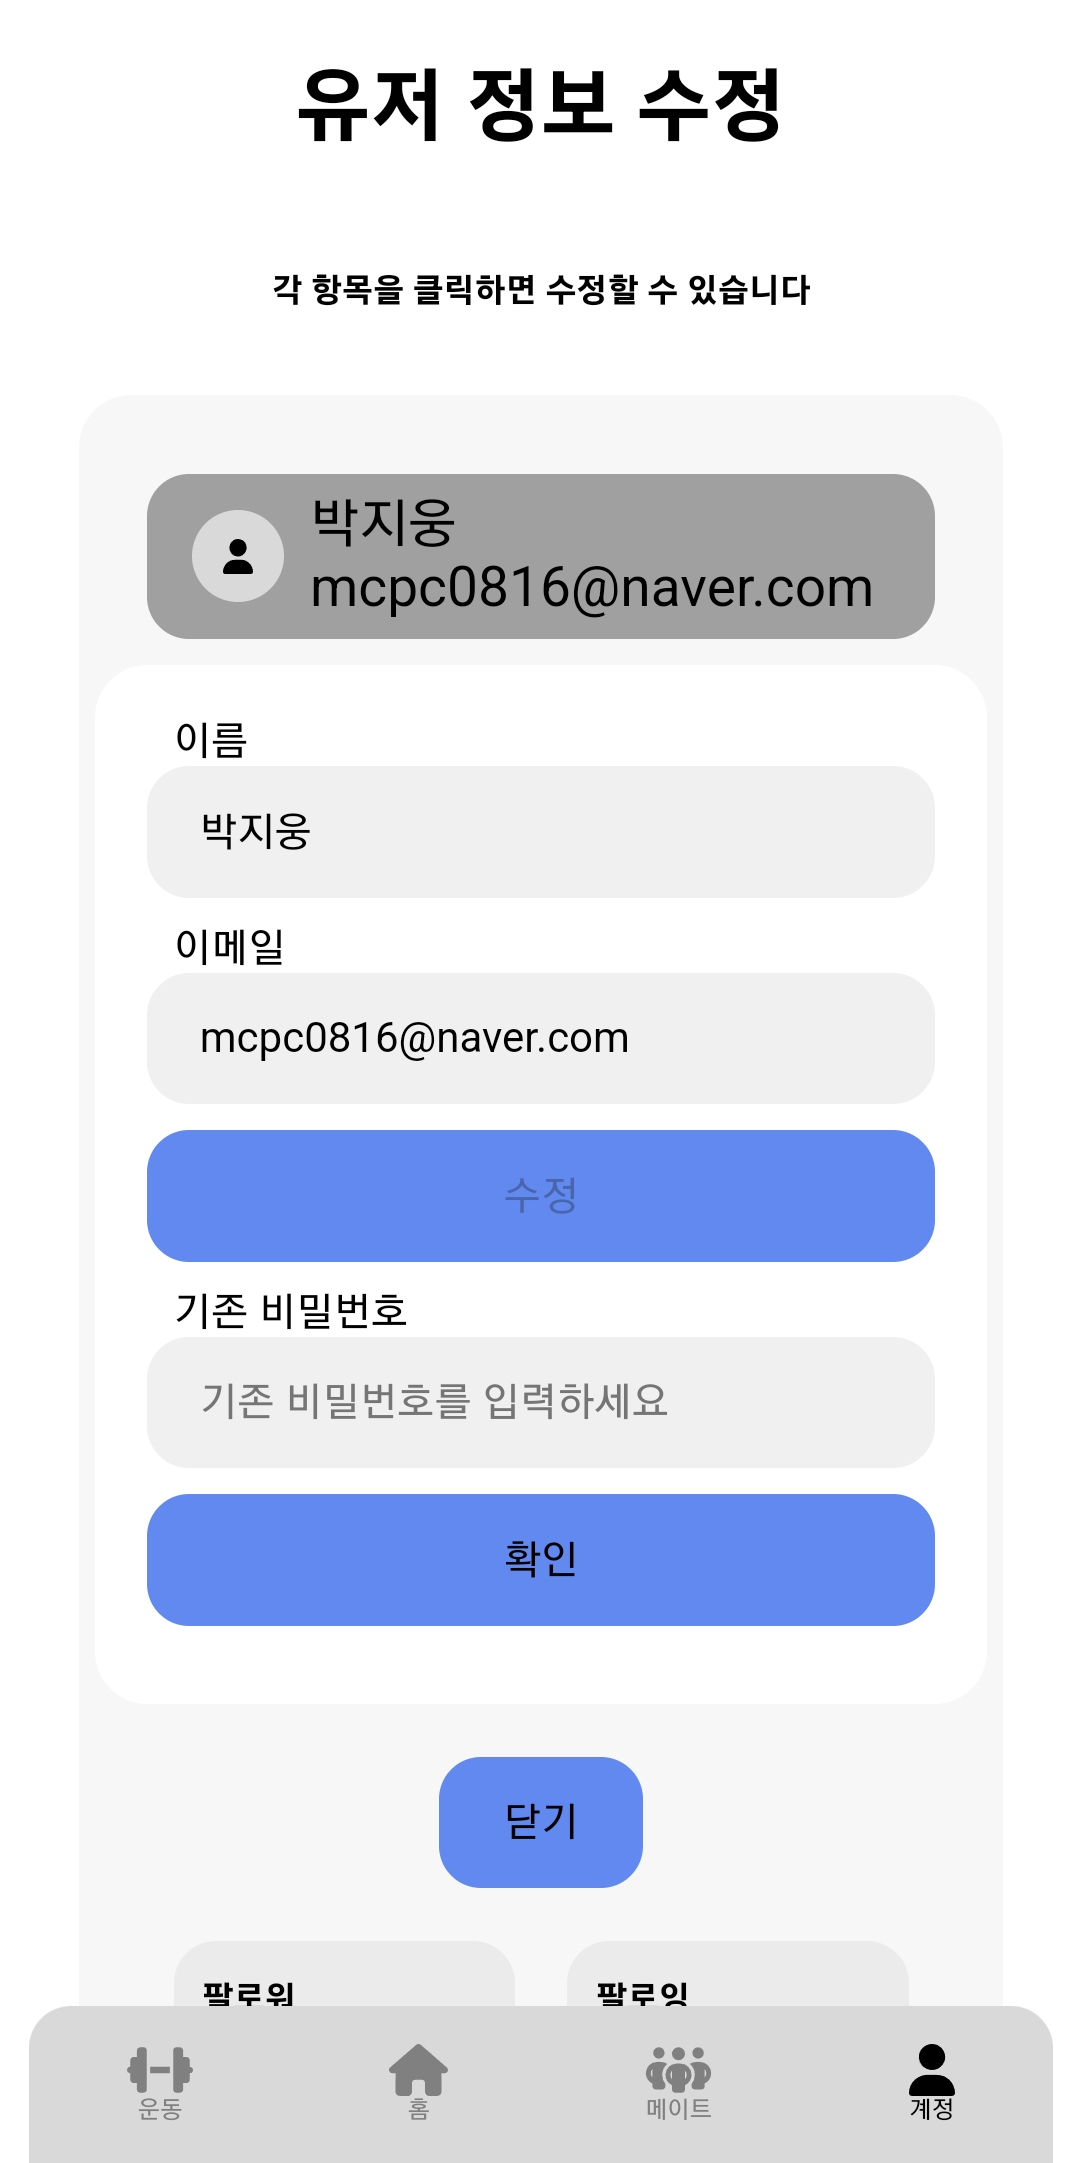 유저 정보 수정
각 항목을 클릭하면 수정할 수 있습니다
박지웅
mcpc0816@naver.com
이름
박지웅
이메일
mcpc0816@naver.com
수정
기존 비밀번호
기존 비밀번호를 입력하세요
확인
닫기
팔로워 팔로잉
운동 홈 메이트 계정